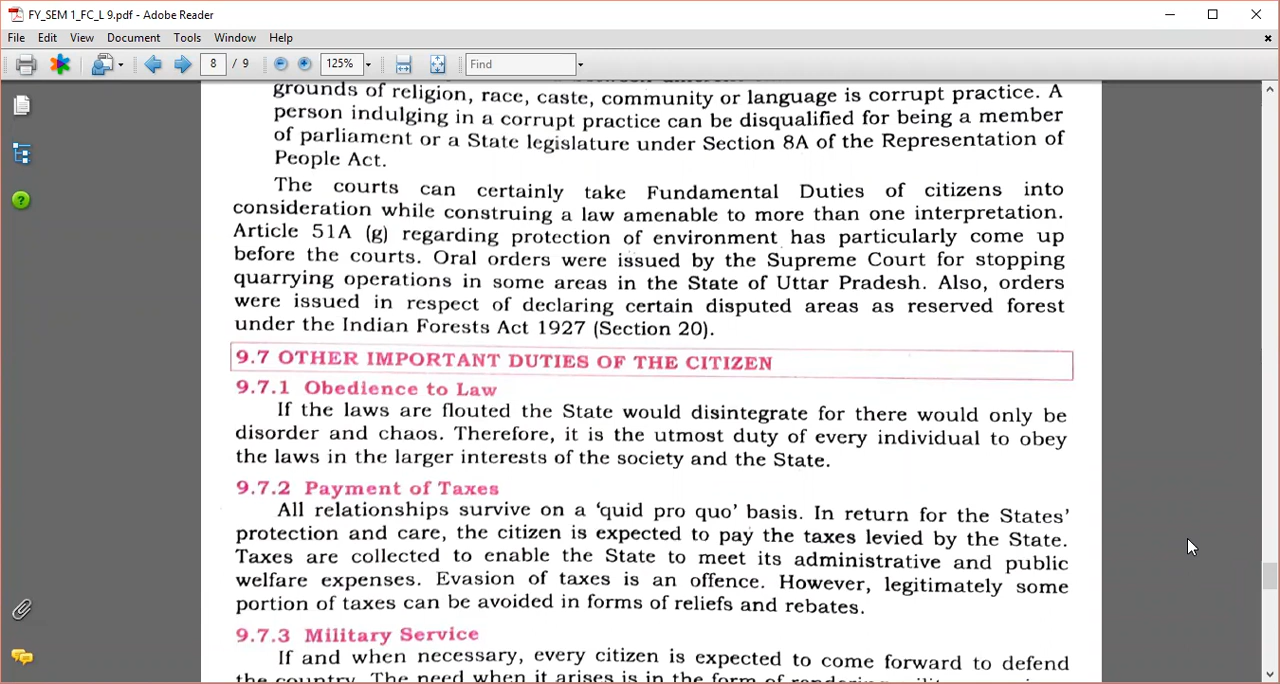 FY_SEM 1_FC_L 9.pdf - Adobe Reader
File Edit View Document Tools Window Help
8 / 9 125% Find
grounds of religion, race, caste, community or language is corrupt practice. A
person indulging in a corrupt practice can be disqualified for being a member
of parliament or a State legislature under Section 8A of the Representation of
People Act.
The courts can certainly take Fundamental Duties of citizens into
consideration while construing a law amenable to more than one interpretation.
Article 51A (g) regarding protection of environment has particularly come up
before the courts. Oral orders were issued by the Supreme Court for stopping
quarrying operations in some areas in the State of Uttar Pradesh. Also, orders
were issued in respect of declaring certain disputed areas as reserved forest
under the Indian Forests Act 1927 (Section 20).
9.7 OTHER IMPORTANT DUTIES OF THE CITIZEN
9.7.1 Obedience to Law
If the laws are flouted the State would disintegrate for there would only be
disorder and chaos. Therefore, it is the utmost duty of every individual to obey
the laws in the larger interests of the society and the State.
9.7.2 Payment of Taxes
All relationships survive on a 'quid pro quo' basis. In return for the States'
protection and care, the citizen is expected to pay the taxes levied by the State.
Taxes are collected to enable the State to meet its administrative and public
welfare expenses. Evasion of taxes is an offence. However, legitimately some
portion of taxes can be avoided in forms of reliefs and rebates.
9.7.3 Military Service
If and when necessary, every citizen is expected to come forward to defend
the country. The need when it arises is in the form of